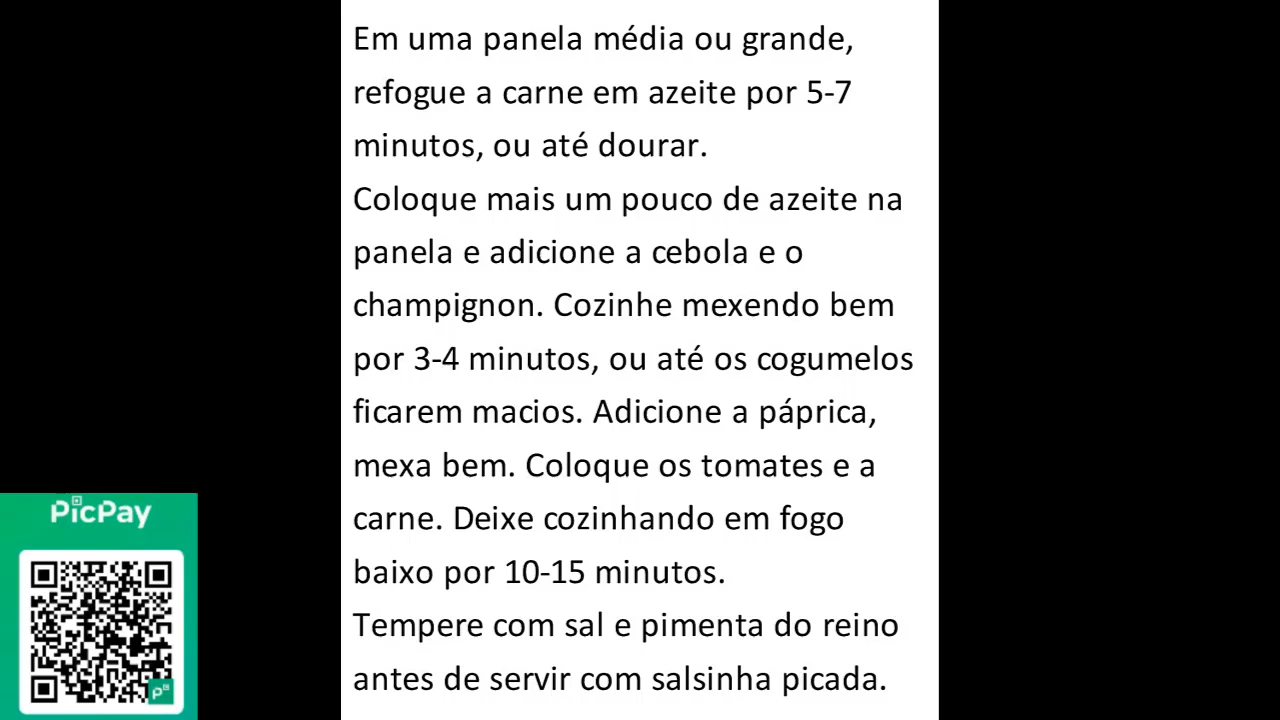 Em uma panela média ou grande,
refogue a carne em azeite por 5-7
minutos, ou até dourar.
Coloque mais um pouco de azeite na
panela e adicione a cebola e o
champignon. Cozinhe mexendo bem
por 3-4 minutos, ou até os cogumelos
ficarem macios. Adicione a páprica,
mexa bem. Coloque os tomates e a
carne. Deixe cozinhando em fogo
baixo por 10-15 minutos.
Tempere com sal e pimenta do reino
antes de servir com salsinha picada.
PicPay